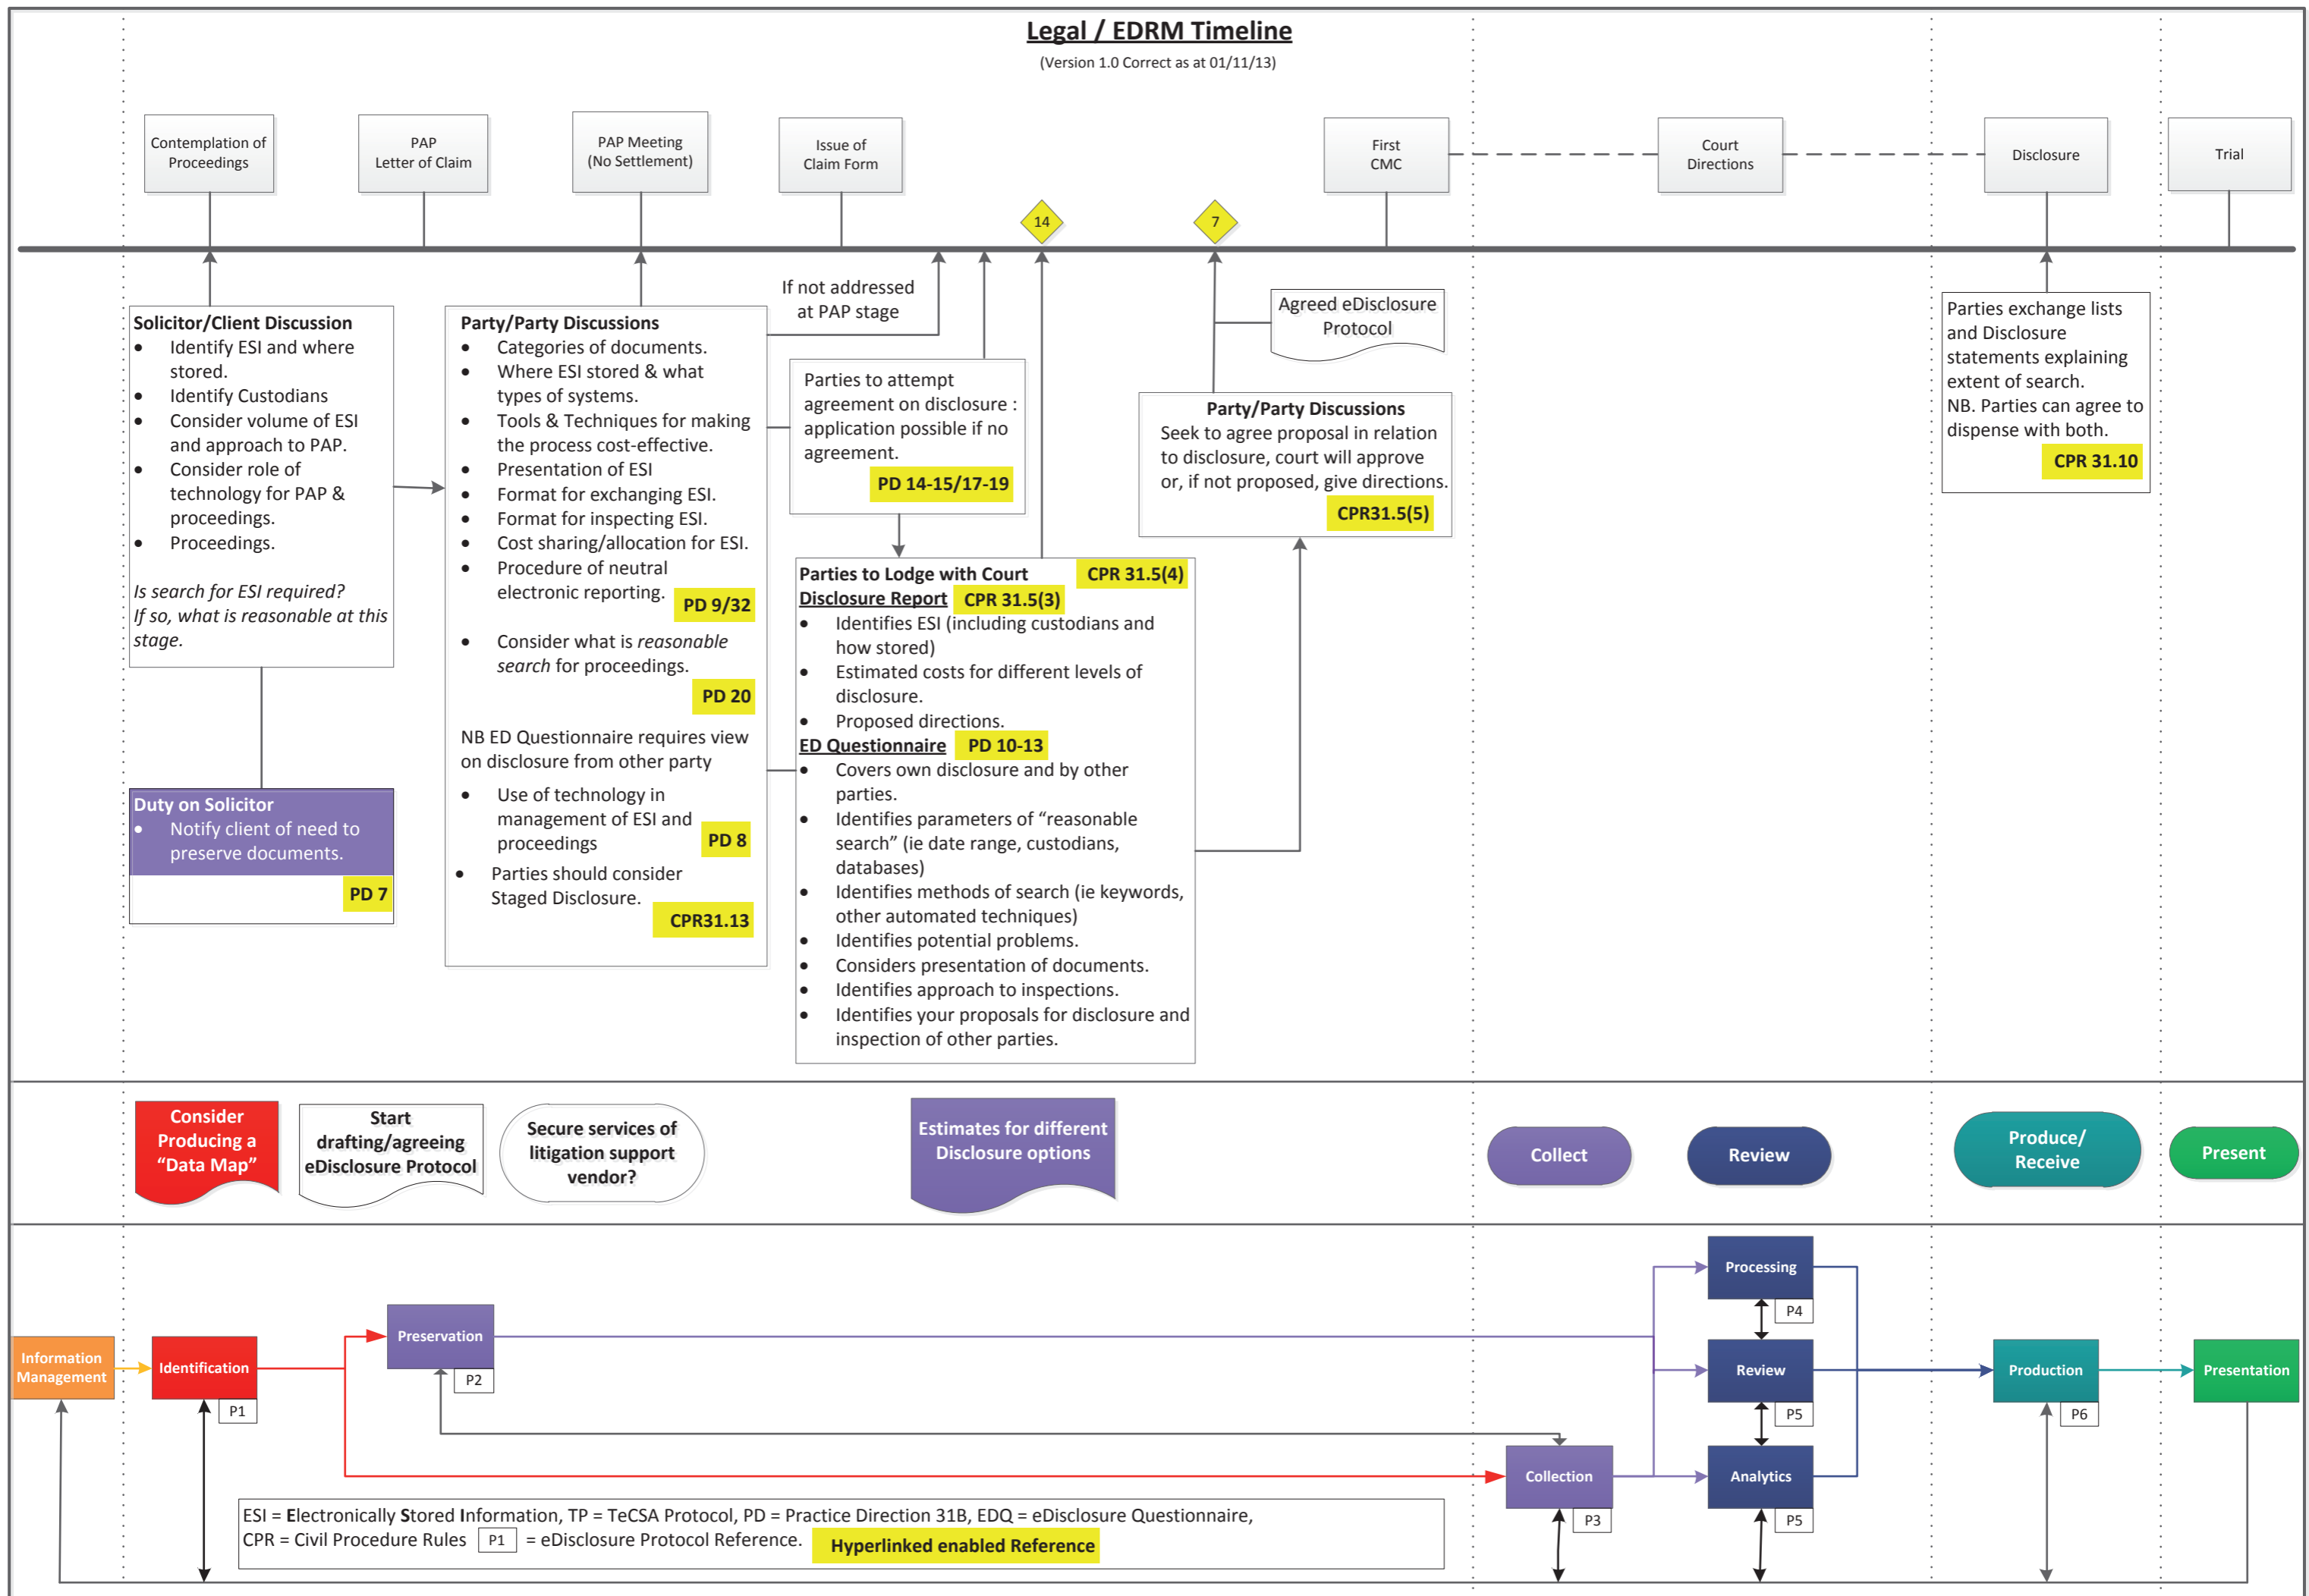 Legal / EDRM Timeline
(Version 1.0 Correct as at 01/11/13)
Contemplation of
Proceedings
PAP
Letter of Claim
PAP Meeting
(No Settlement)
Issue of
Claim Form
First
CMC
Court
Directions
Disclosure
Trial
14
7
Solicitor/Client Discussion
• Identify ESI and where
stored.
• Identify Custodians
• Consider volume of ESI
and approach to PAP.
• Consider role of
technology for PAP &
proceedings.
• Proceedings.
Is search for ESI required?
If so, what is reasonable at this
stage.
Duty on Solicitor
• Notify client of need to
preserve documents.
PD 7
Party/Party Discussions
• Categories of documents.
• Where ESI stored & what
types of systems.
• Tools & Techniques for making
the process cost-effective.
• Presentation of ESI
• Format for exchanging ESI.
• Format for inspecting ESI.
• Cost sharing/allocation for ESI.
• Procedure of neutral
electronic reporting.
PD 9/32
• Consider what is reasonable
search for proceedings.
PD 20
NB ED Questionnaire requires view
on disclosure from other party
• Use of technology in
management of ESI and
proceedings
PD 8
• Parties should consider
Staged Disclosure.
CPR31.13
If not addressed
at PAP stage
Parties to attempt
agreement on disclosure :
application possible if no
agreement.
PD 14-15/17-19
Parties to Lodge with Court CPR 31.5(4)
Disclosure Report CPR 31.5(3)
• Identifies ESI (including custodians and
how stored)
• Estimated costs for different levels of
disclosure.
• Proposed directions.
ED Questionnaire PD 10-13
• Covers own disclosure and by other
parties.
• Identifies parameters of “reasonable
search” (ie date range, custodians,
databases)
• Identifies methods of search (ie keywords,
other automated techniques)
• Identifies potential problems.
• Considers presentation of documents.
• Identifies approach to inspections.
• Identifies your proposals for disclosure and
inspection of other parties.
Agreed eDisclosure
Protocol
Party/Party Discussions
Seek to agree proposal in relation
to disclosure, court will approve
or, if not proposed, give directions.
CPR31.5(5)
Parties exchange lists
and Disclosure
statements explaining
extent of search.
NB. Parties can agree to
dispense with both.
CPR 31.10
Consider
Producing a
“Data Map”
Start
drafting/agreeing
eDisclosure Protocol
Secure services of
litigation support
vendor?
Estimates for different
Disclosure options
Collect
Review
Produce/
Receive
Present
Information
Management
Identification
P1
Preservation
P2
Collection
P3
Processing
P4
Review
P5
Analytics
P5
Production
P6
Presentation
ESI = Electronically Stored Information, TP = TeCSA Protocol, PD = Practice Direction 31B, EDQ = eDisclosure Questionnaire,
CPR = Civil Procedure Rules P1 = eDisclosure Protocol Reference. Hyperlinked enabled Reference